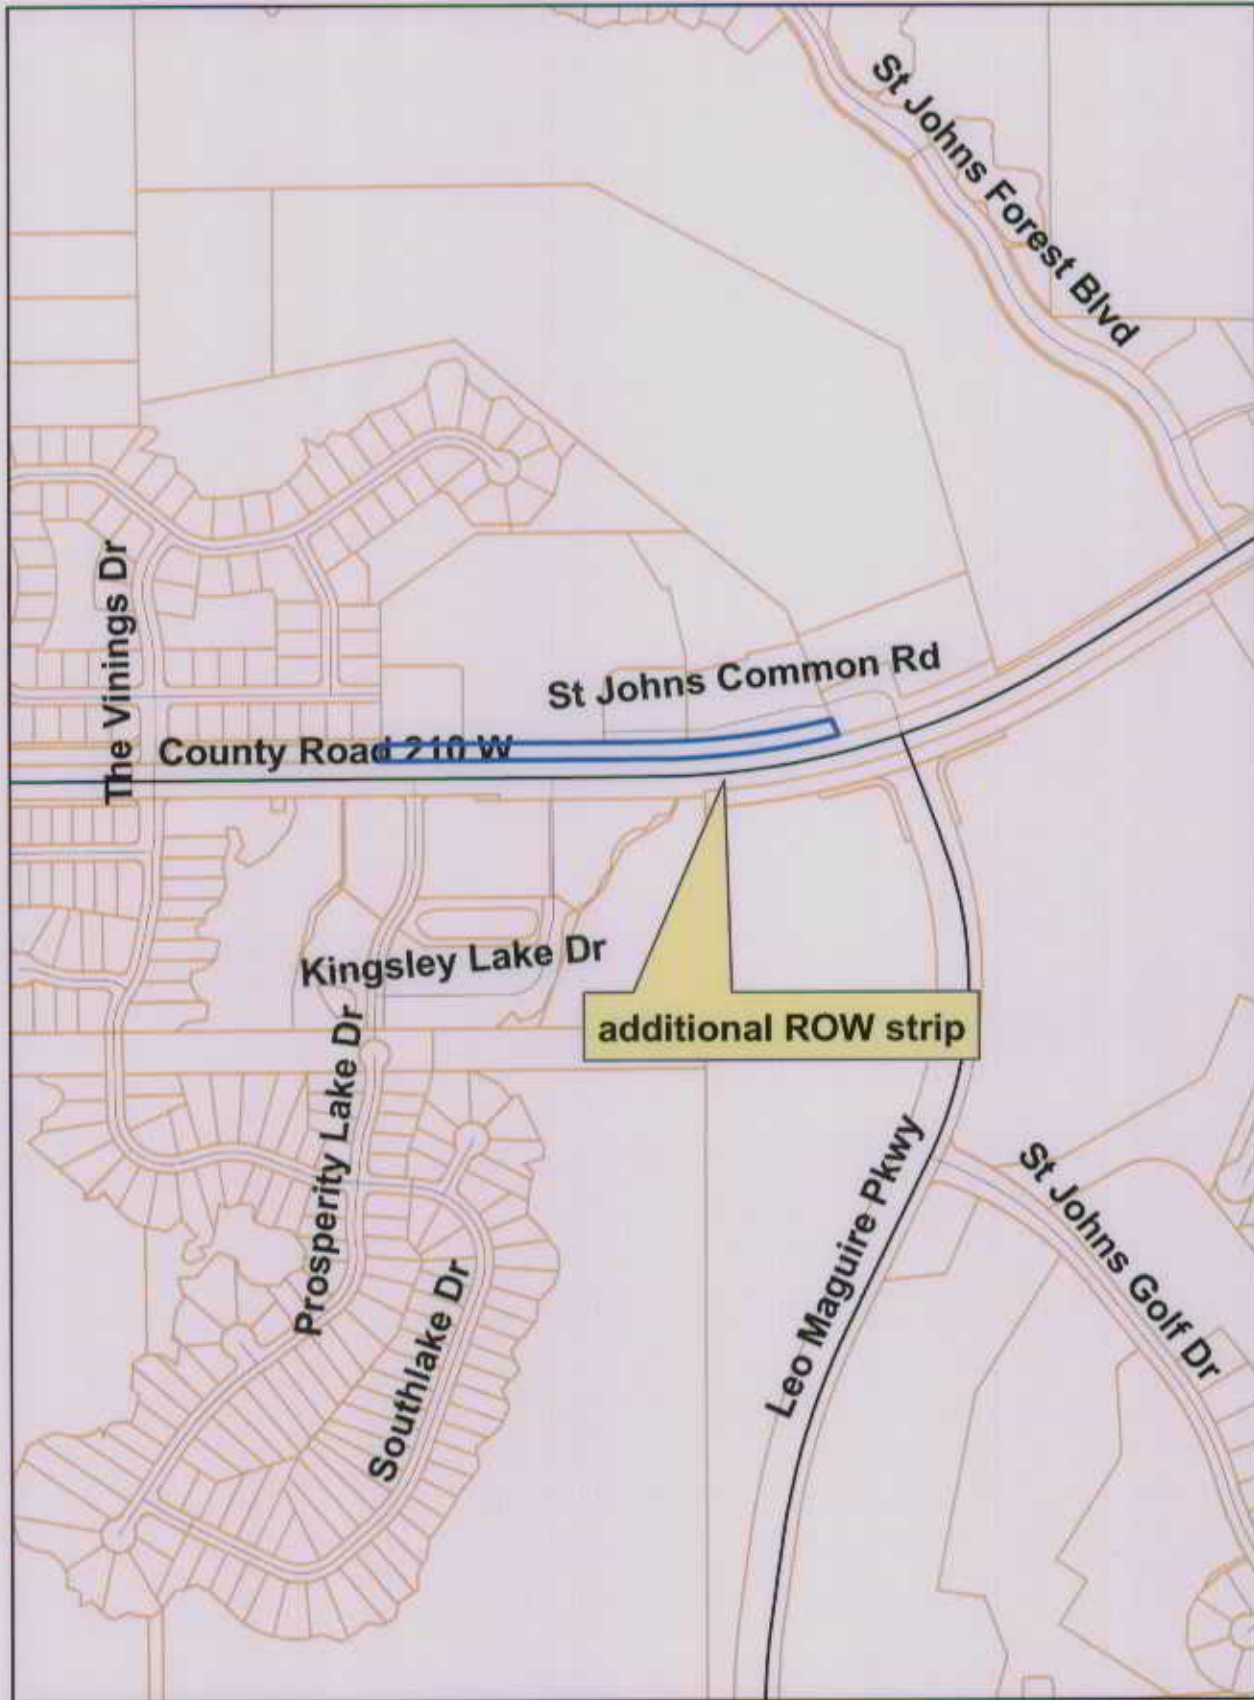 St Johns Forest Blvd
The Vinings Dr
St Johns Common Rd
County Road 210 W
Kingsley Lake Dr
additional ROW strip
Prosperity Lake Dr
Leo Maguire Pkwy
St Johns Golf Dr
Southlake Dr